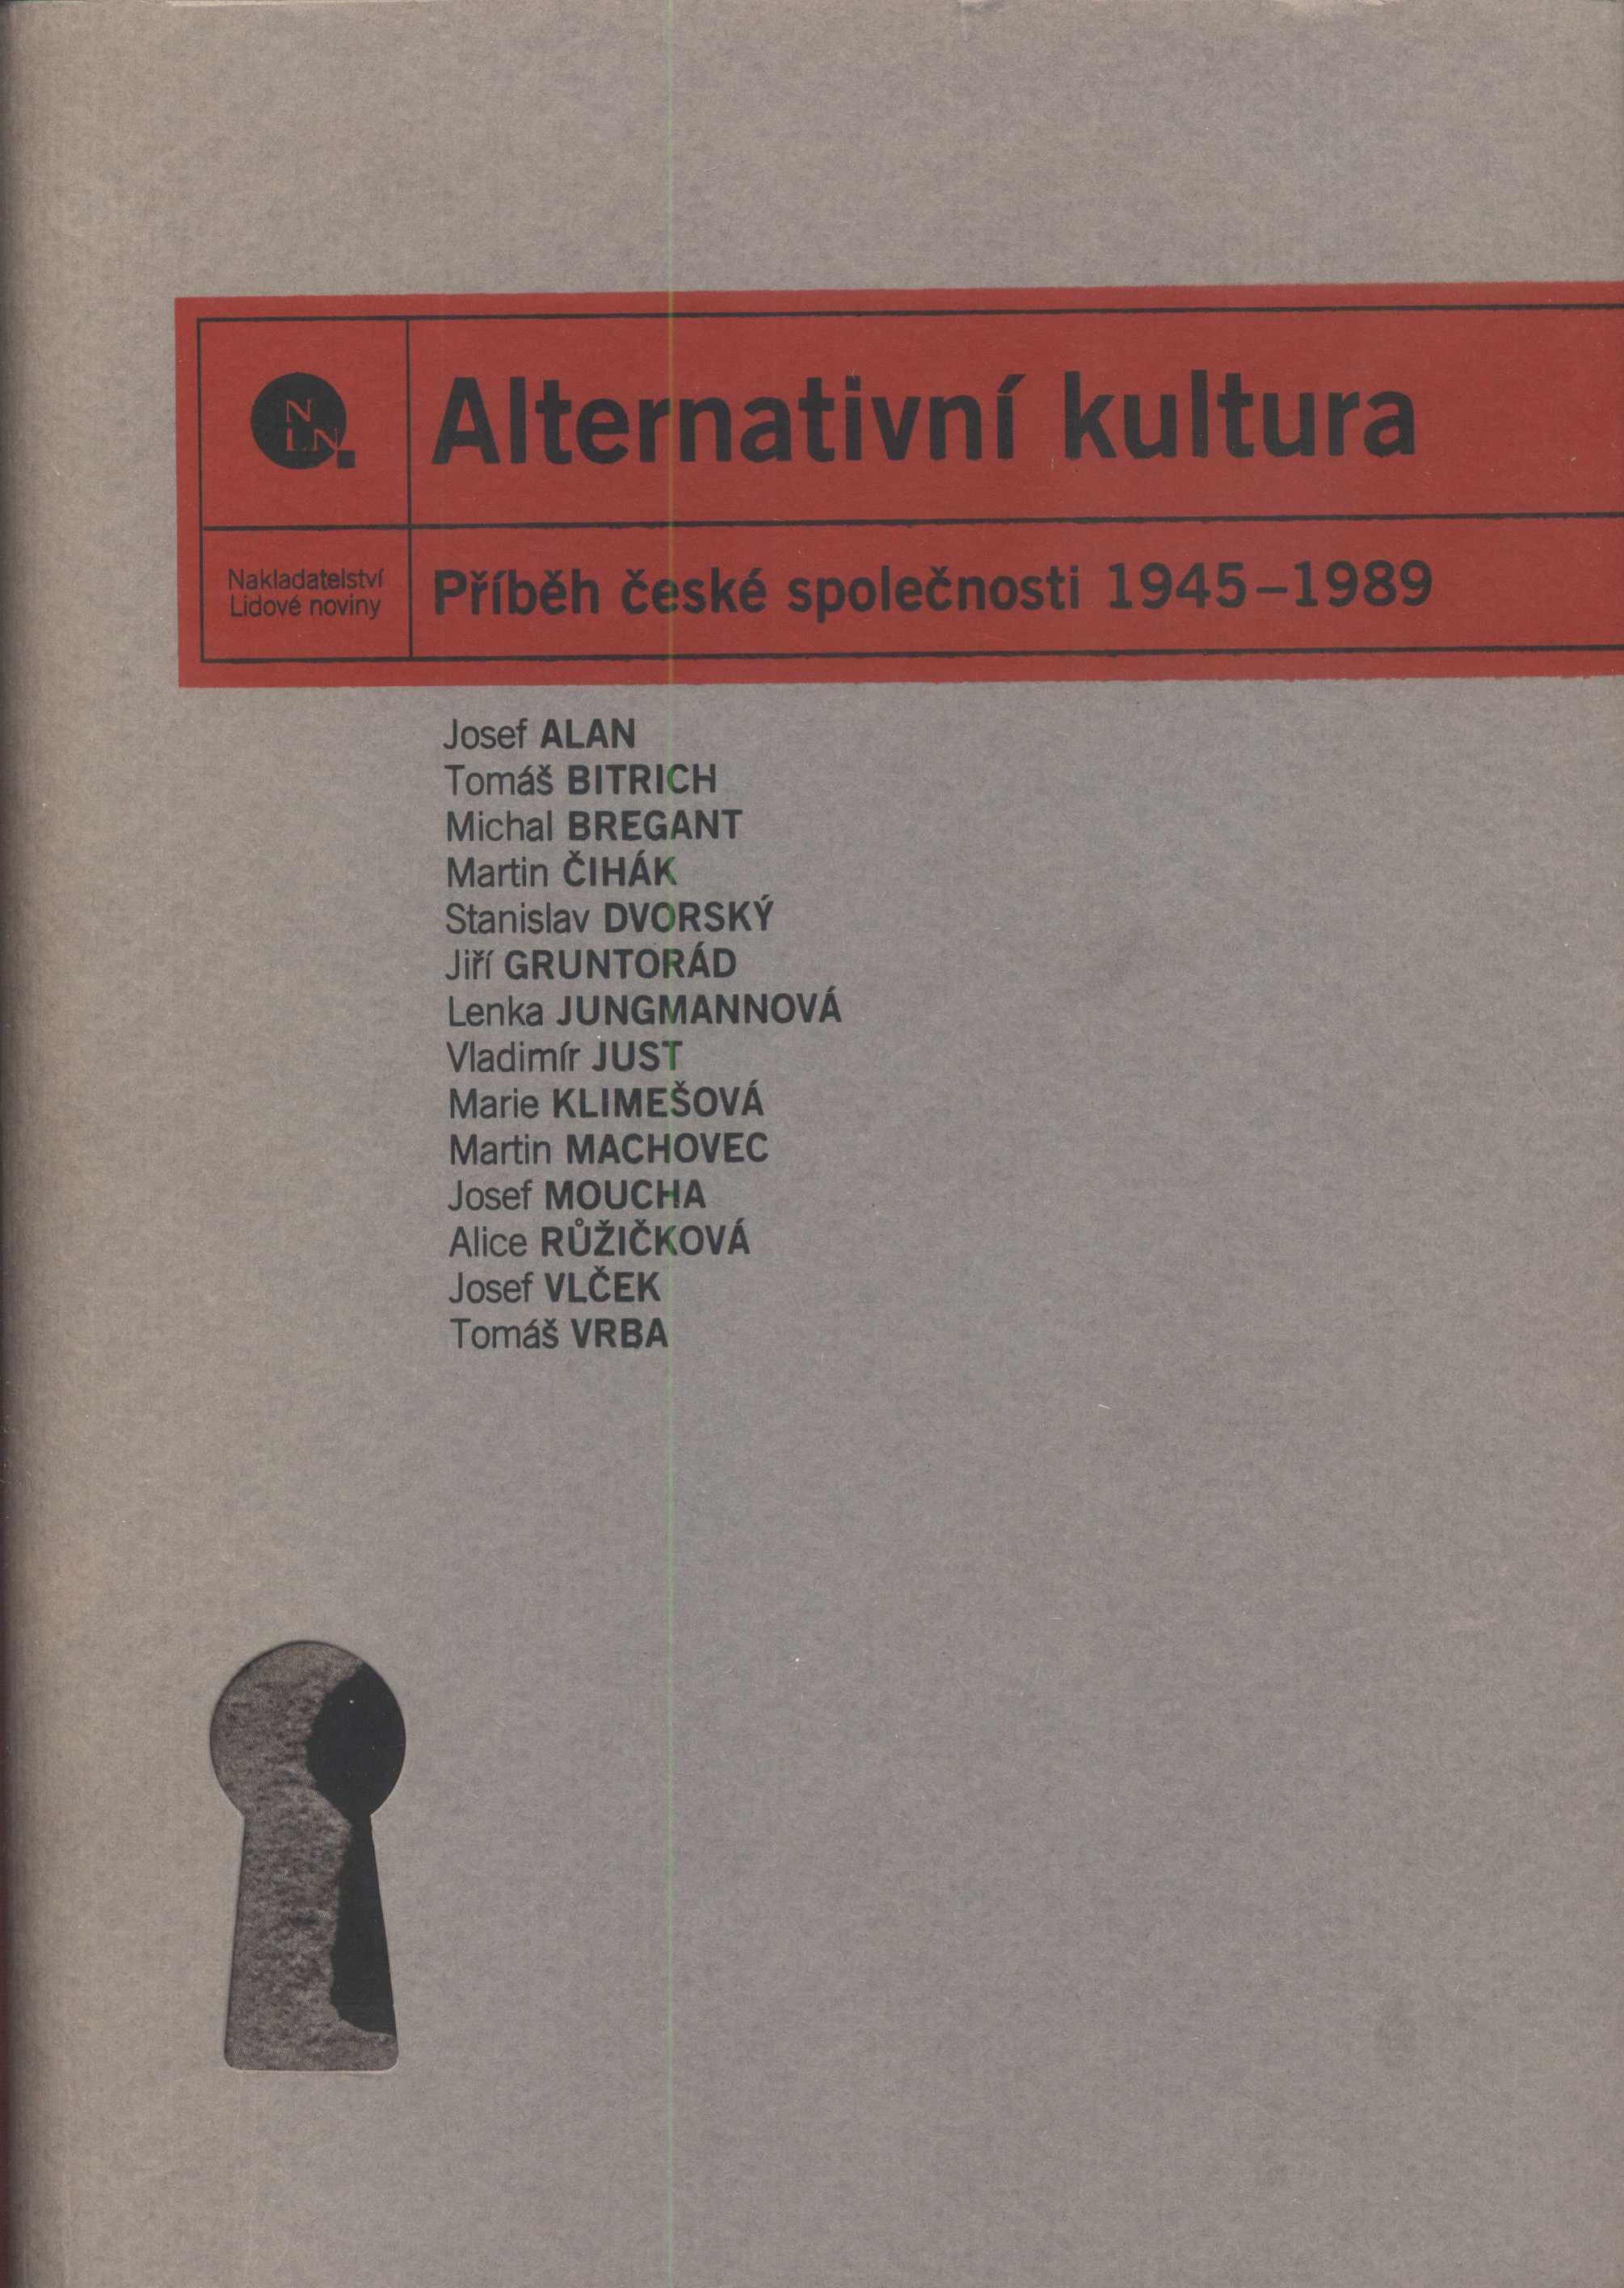 N
LN
Alternativní kultura
Nakladatelství
Lidové noviny
Příběh české společnosti 1945–1989
Josef ALAN
Tomáš BITRICH
Michal BREGANT
Martin ČIHÁK
Stanislav DVORSKÝ
Jiří GRUNTORÁD
Lenka JUNGMANNOVÁ
Vladimír JUST
Marie KLIMEŠOVÁ
Martin MACHOVEC
Josef MOUCHA
Alice RŮŽIČKOVÁ
Josef VLČEK
Tomáš VRBA